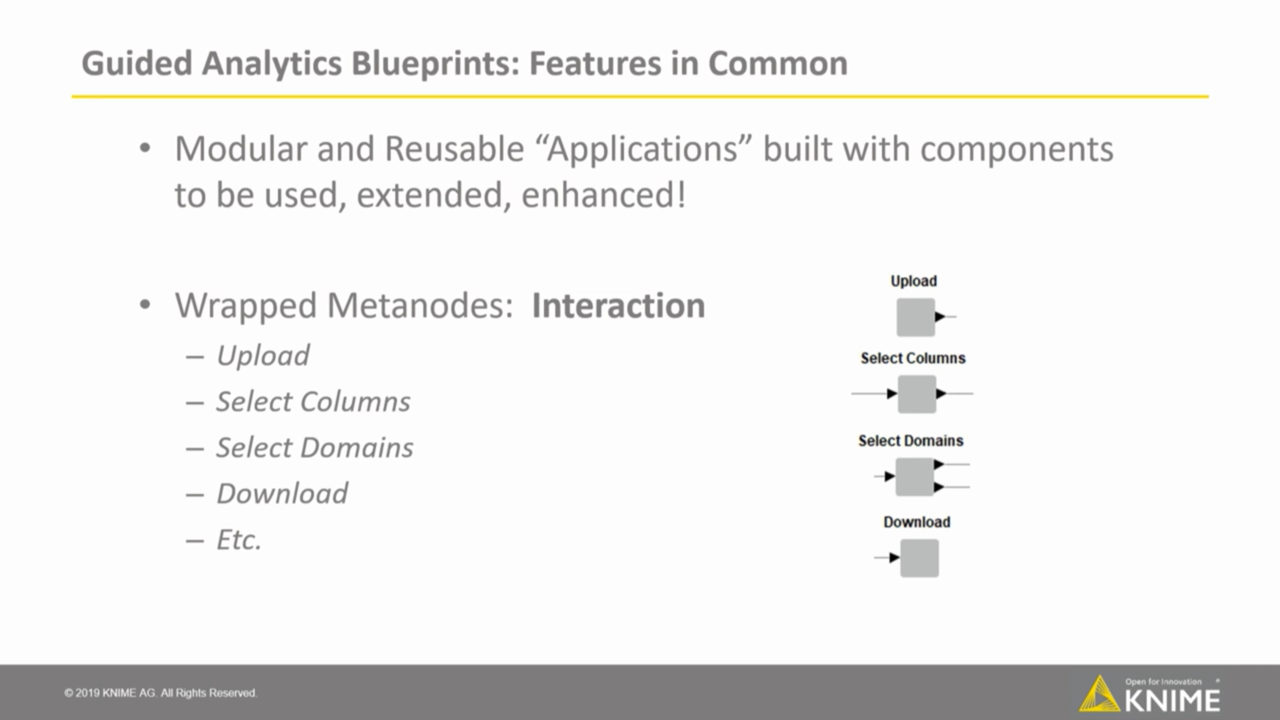 Guided Analytics Blueprints: Features in Common
• Modular and Reusable “Applications” built with components
to be used, extended, enhanced!
• Wrapped Metanodes: Interaction
– Upload
– Select Columns
– Select Domains
– Download
– Etc.
Upload
Select Columns
Select Domains
Download
© 2019 KNIME AG. All Rights Reserved.
Open for Innovation ®
KNIME